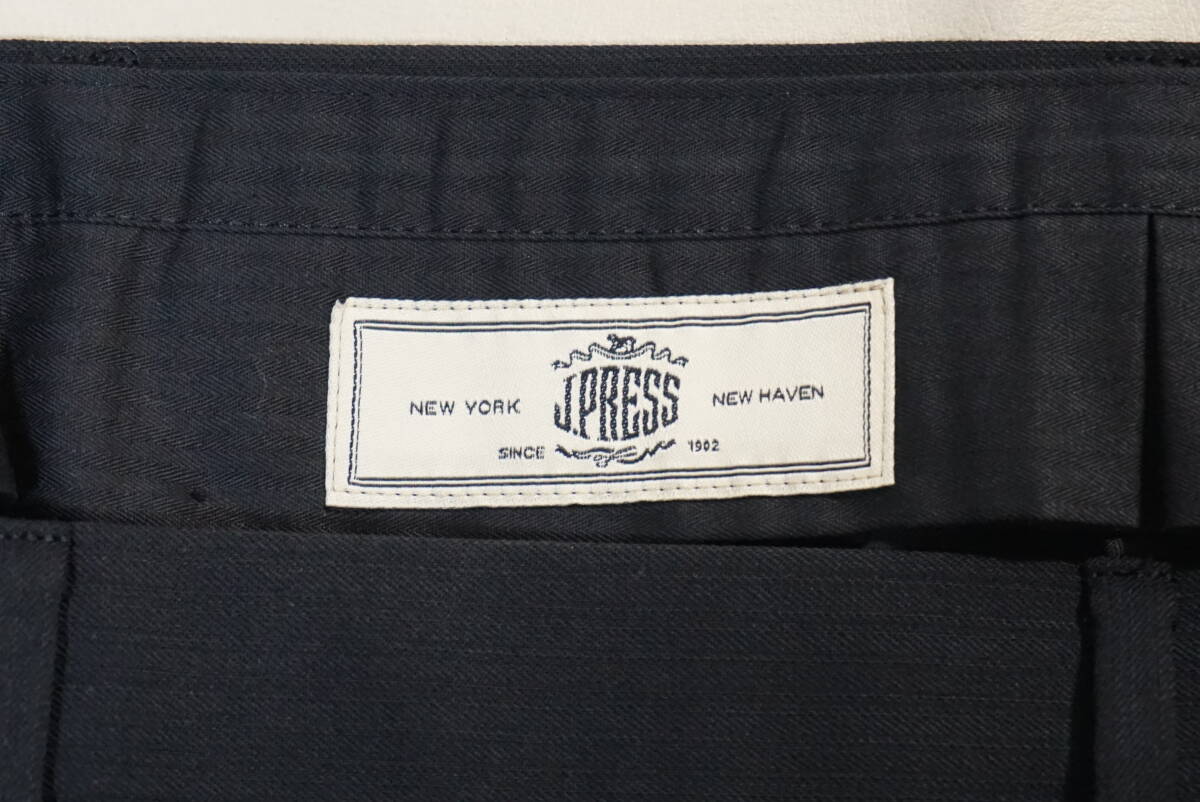 NEW YORK
J.PRESS
NEW HAVEN
SINCE 1902